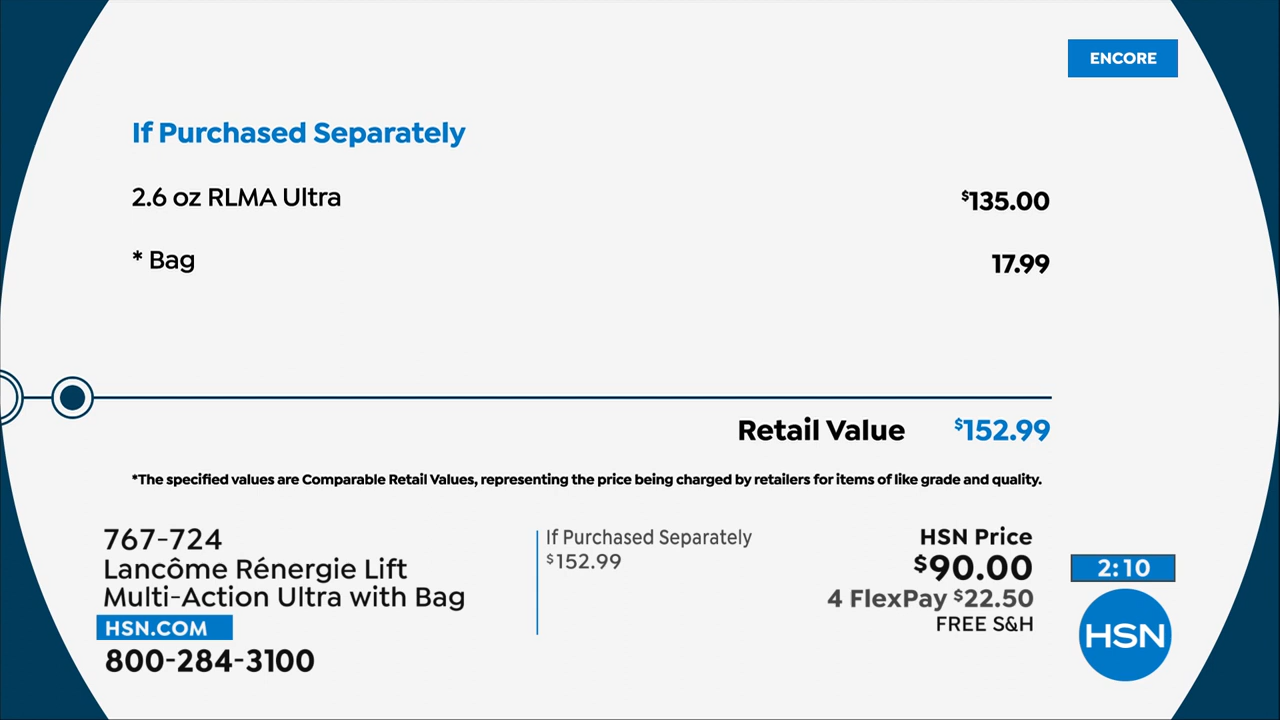 ENCORE
If Purchased Separately
2.6 oz RLMA Ultra $135.00
* Bag 17.99
Retail Value $152.99
*The specified values are Comparable Retail Values, representing the price being charged by retailers for items of like grade and quality.
767-724
Lancôme Rénergie Lift
Multi-Action Ultra with Bag
HSN.COM
800-284-3100
If Purchased Separately
$152.99
HSN Price
$90.00
4 FlexPay $22.50
FREE S&H
2:10
HSN